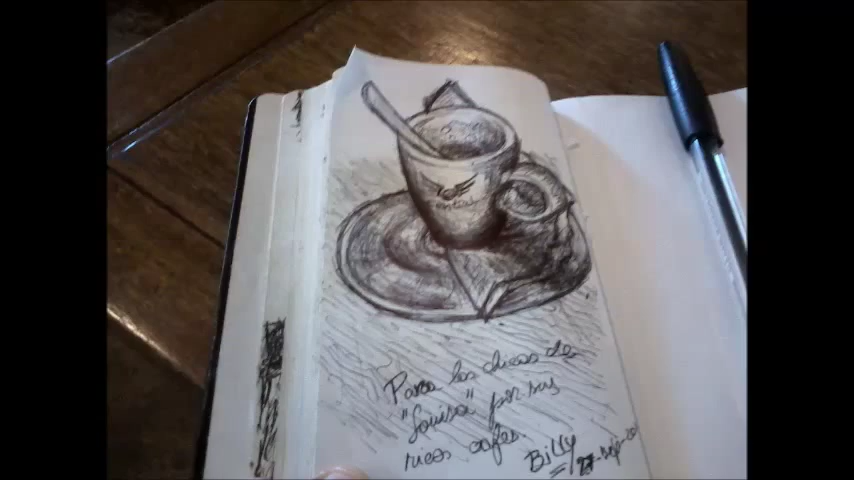 Para las chicas de
"Louisa" por sus
ricos cafes.
Billy